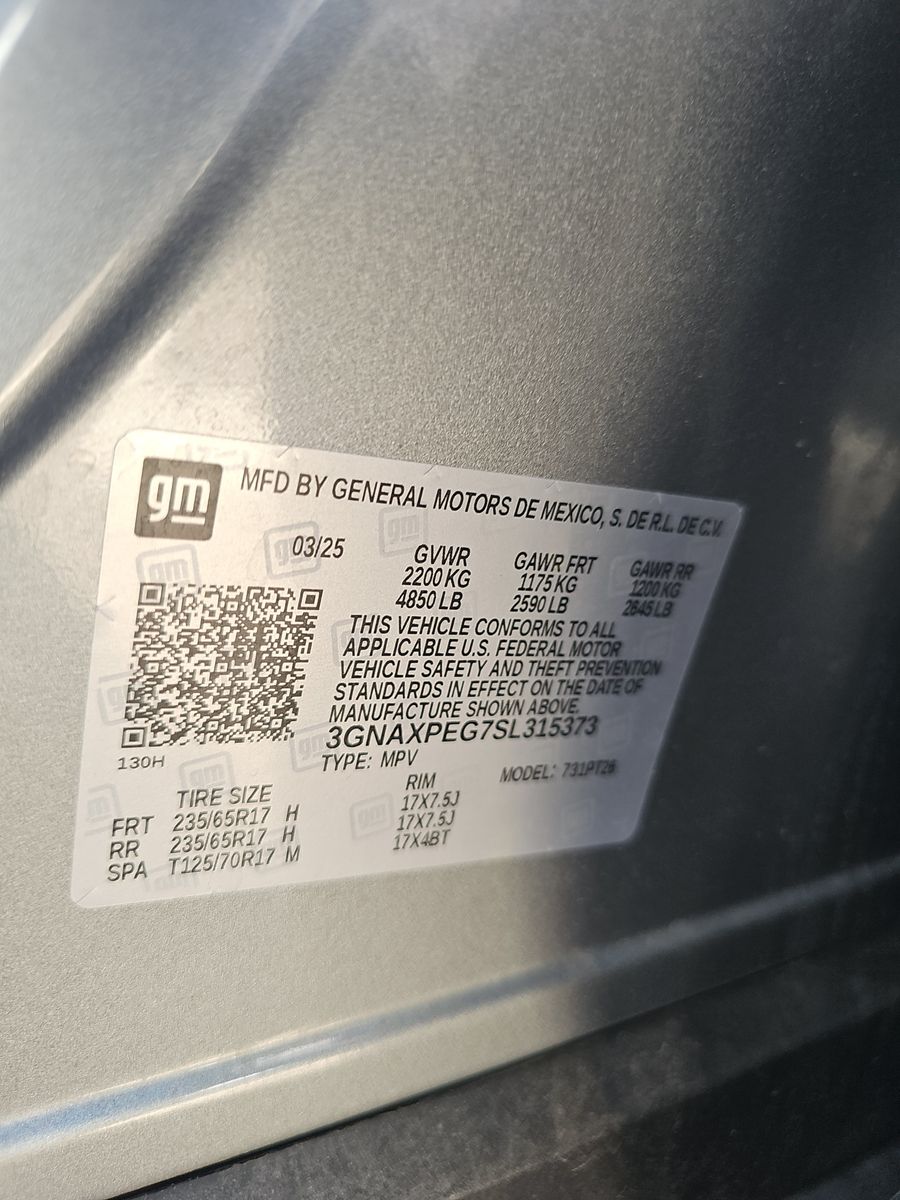 gm
MFD BY GENERAL MOTORS DE MEXICO, S. DE R.L. DE C.V.
03/25
GVWR GAWR FRT GAWR RR
2200 KG 1175 KG 1200 KG
4850 LB 2590 LB 2645 LB
THIS VEHICLE CONFORMS TO ALL
APPLICABLE U.S. FEDERAL MOTOR
VEHICLE SAFETY AND THEFT PREVENTION
STANDARDS IN EFFECT ON THE DATE OF
MANUFACTURE SHOWN ABOVE.
3GNAXPEG7SL315373
130H
TYPE: MPV MODEL: 731PT26
TIRE SIZE RIM
FRT 235/65R17 H 17X7.5J
RR 235/65R17 H 17X7.5J
SPA T125/70R17 M 17X4BT